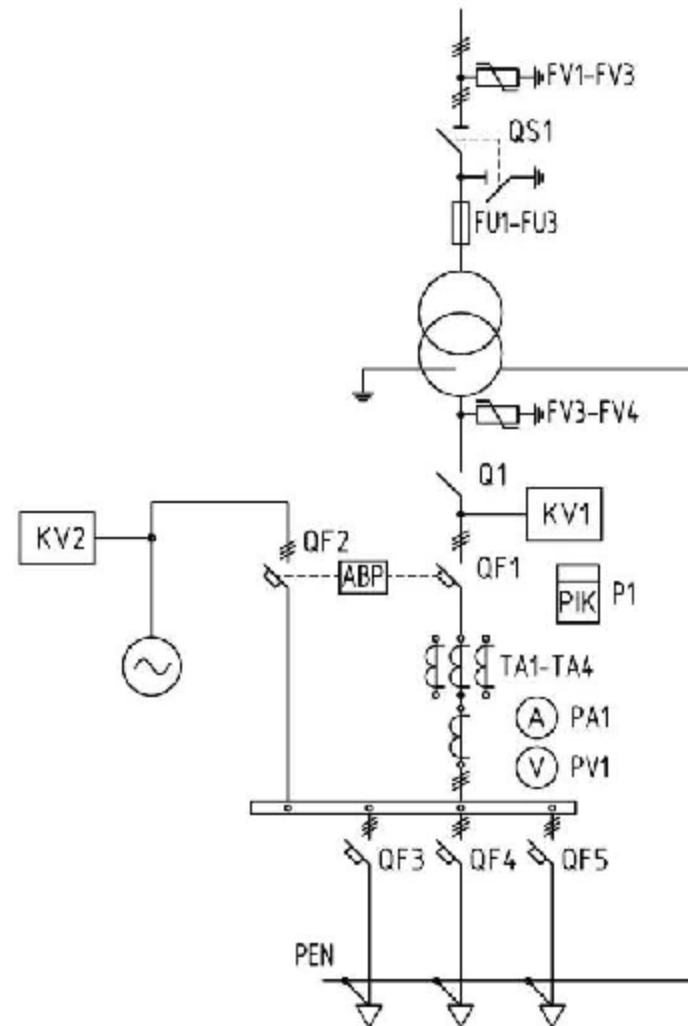 FV1-FV3
QS1
FU1-FU3
FV3-FV4
Q1
KV1
KV2
QF2
АВР
QF1
РІК
P1
TA1-TA4
A
PA1
V
PV1
QF3
QF4
QF5
PEN